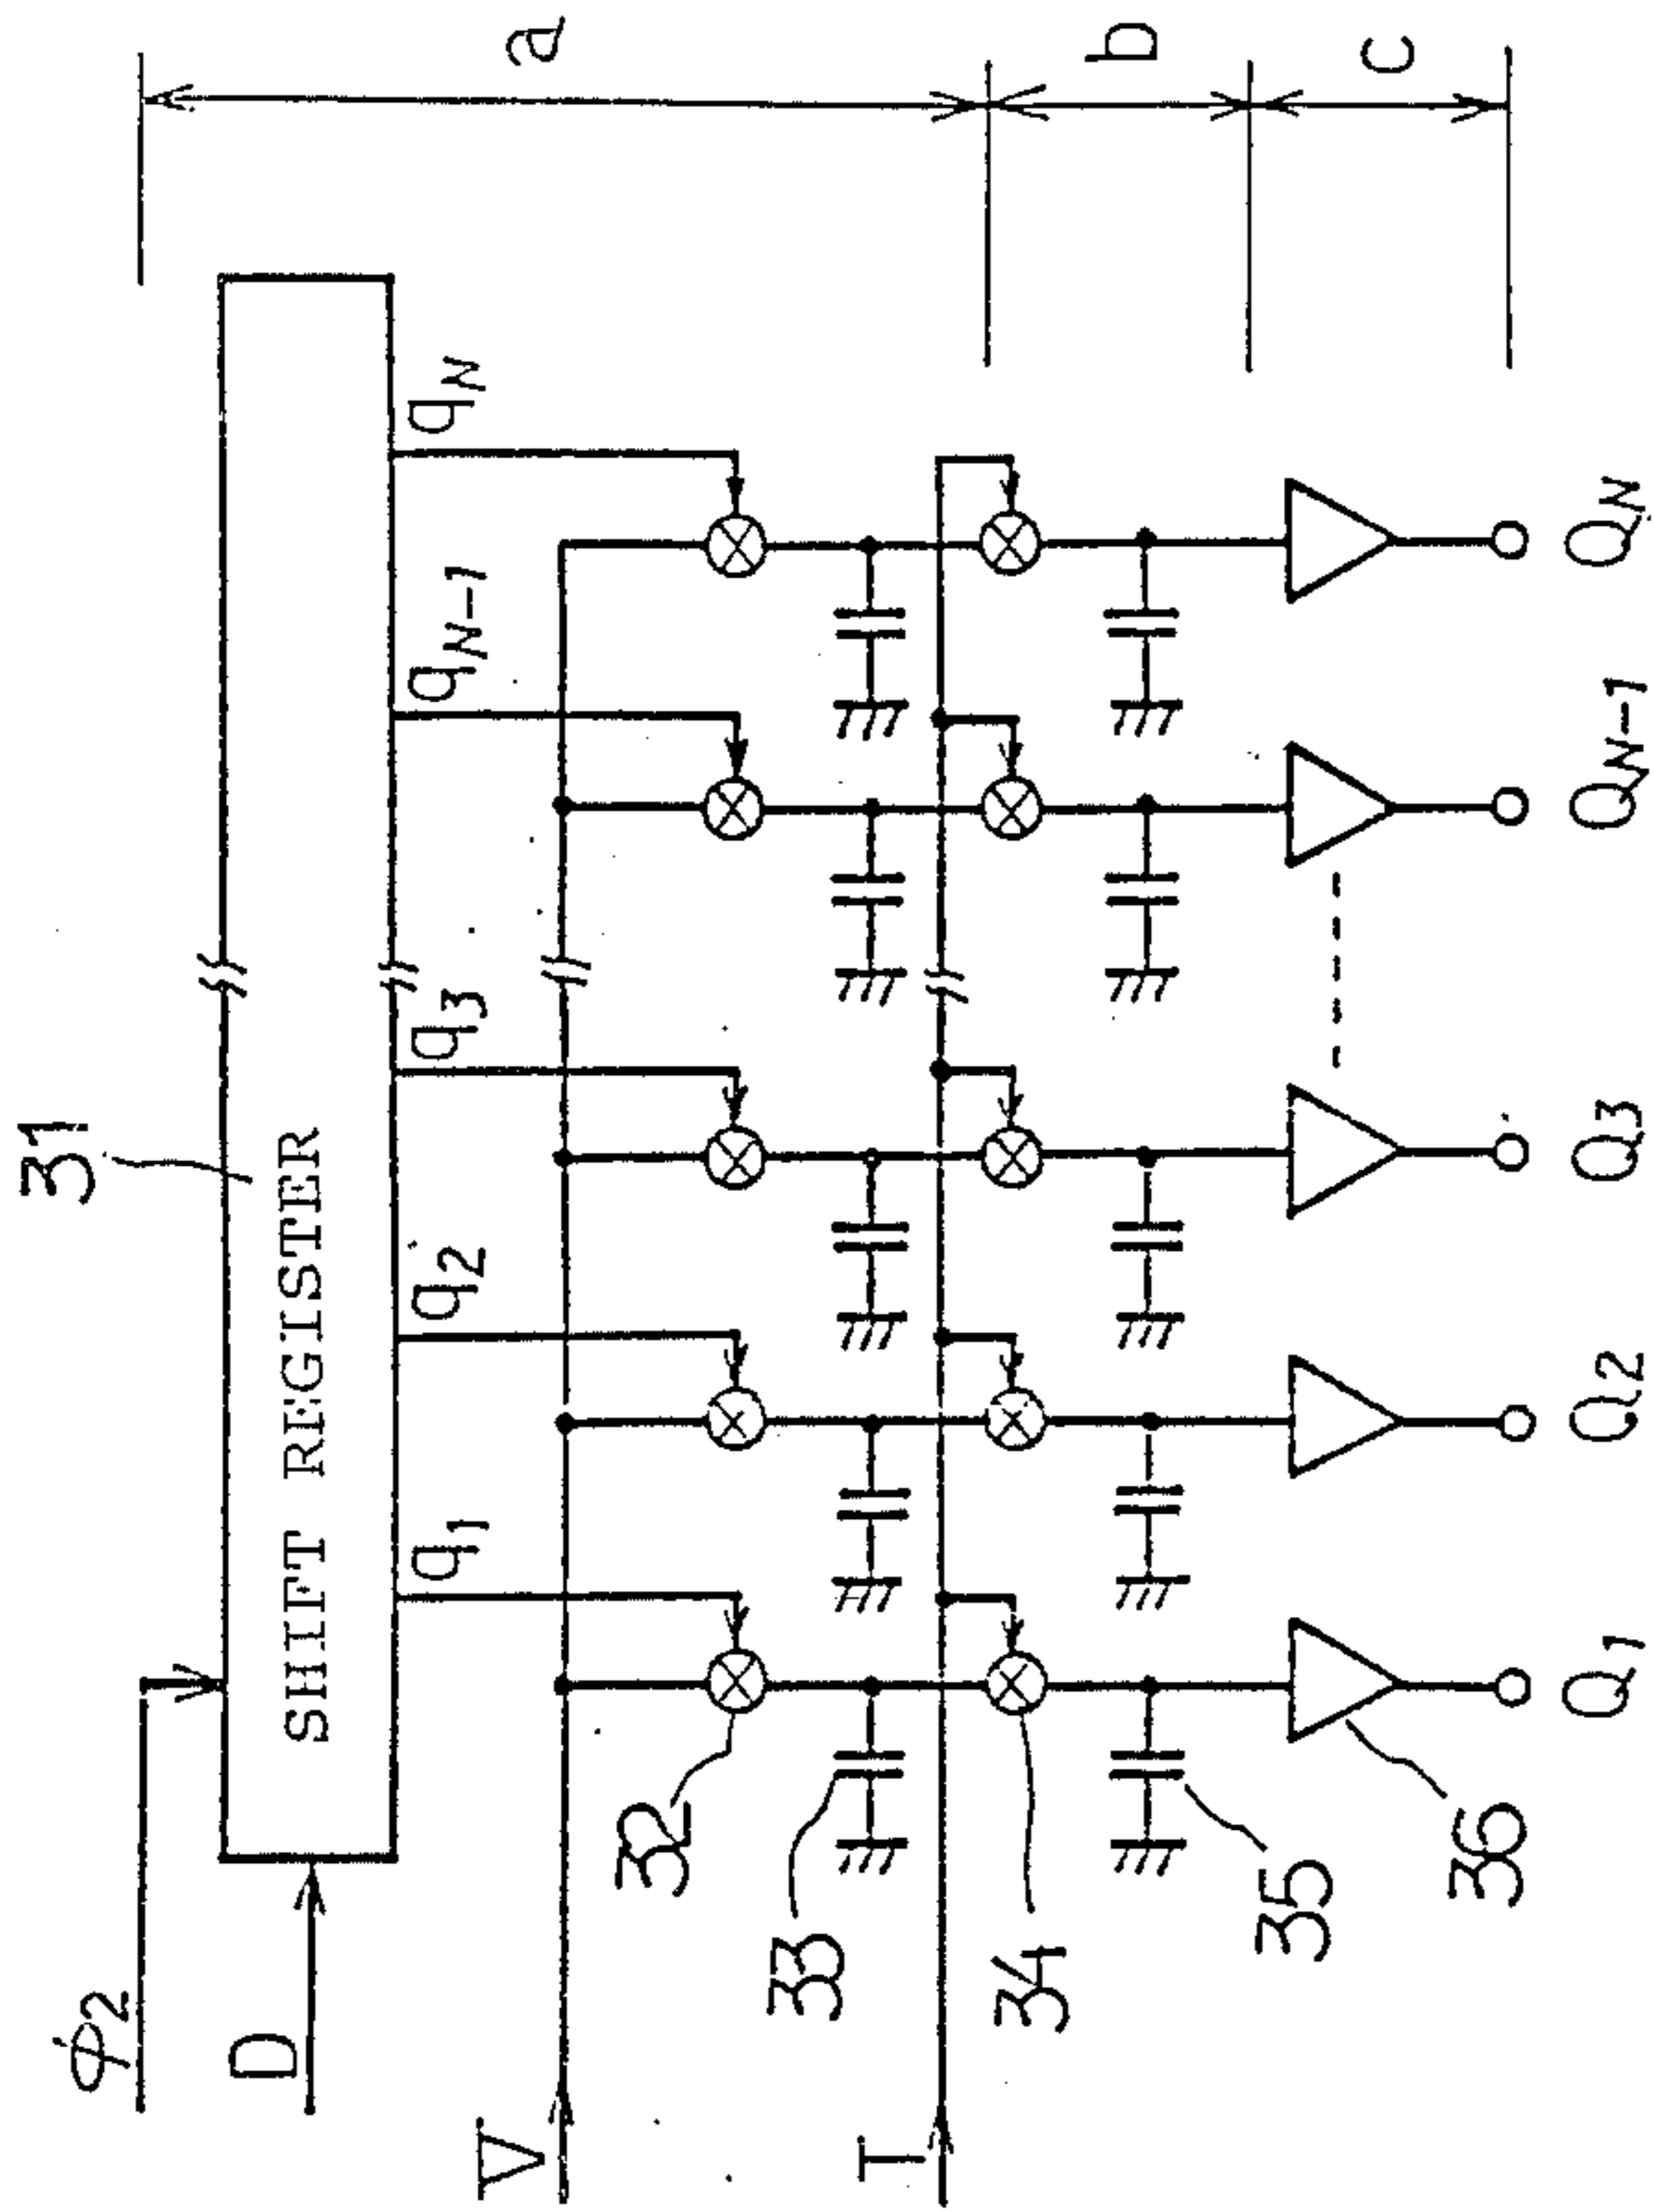 31
φ2
D
SHIFT REGISTER
q1 q2 q3 qN-1 qN
V
a
32
33
T
34
b
35
c
36
Q1 Q2 Q3 QN-1 QN